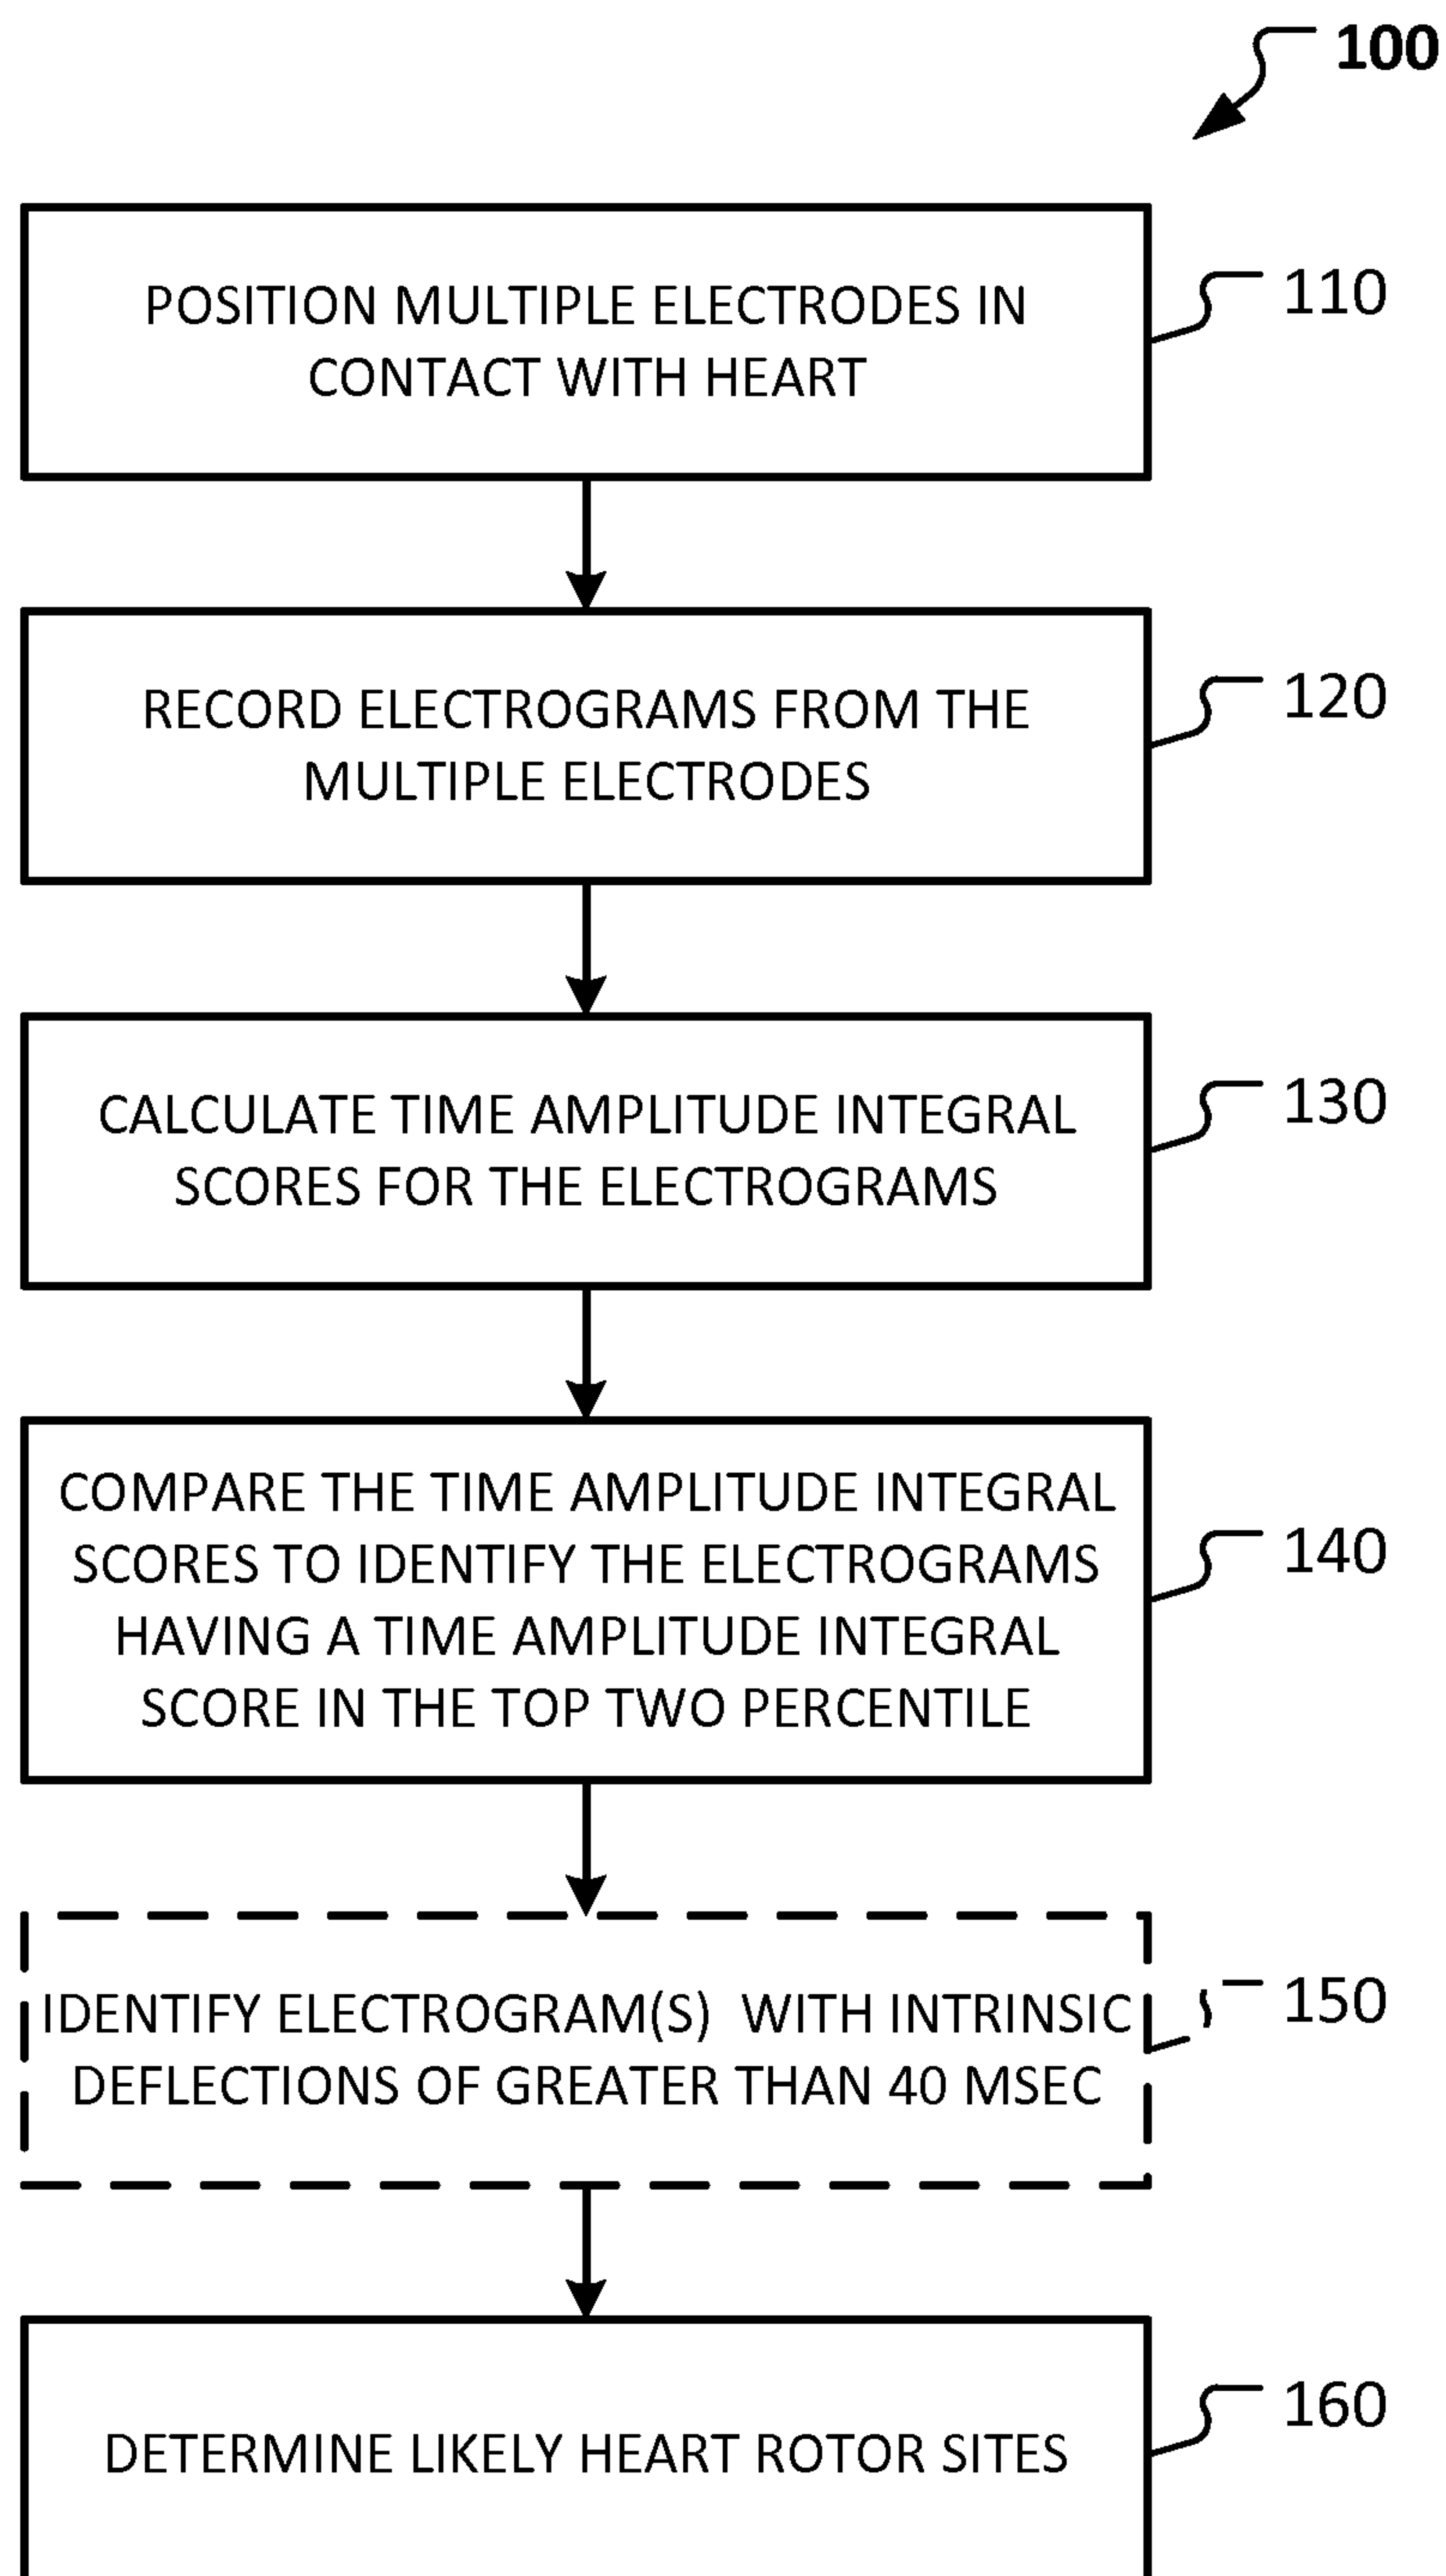 100
POSITION MULTIPLE ELECTRODES IN
CONTACT WITH HEART
110
RECORD ELECTROGRAMS FROM THE
MULTIPLE ELECTRODES
120
CALCULATE TIME AMPLITUDE INTEGRAL
SCORES FOR THE ELECTROGRAMS
130
COMPARE THE TIME AMPLITUDE INTEGRAL
SCORES TO IDENTIFY THE ELECTROGRAMS
HAVING A TIME AMPLITUDE INTEGRAL
SCORE IN THE TOP TWO PERCENTILE
140
IDENTIFY ELECTROGRAM(S) WITH INTRINSIC
DEFLECTIONS OF GREATER THAN 40 MSEC
150
DETERMINE LIKELY HEART ROTOR SITES
160